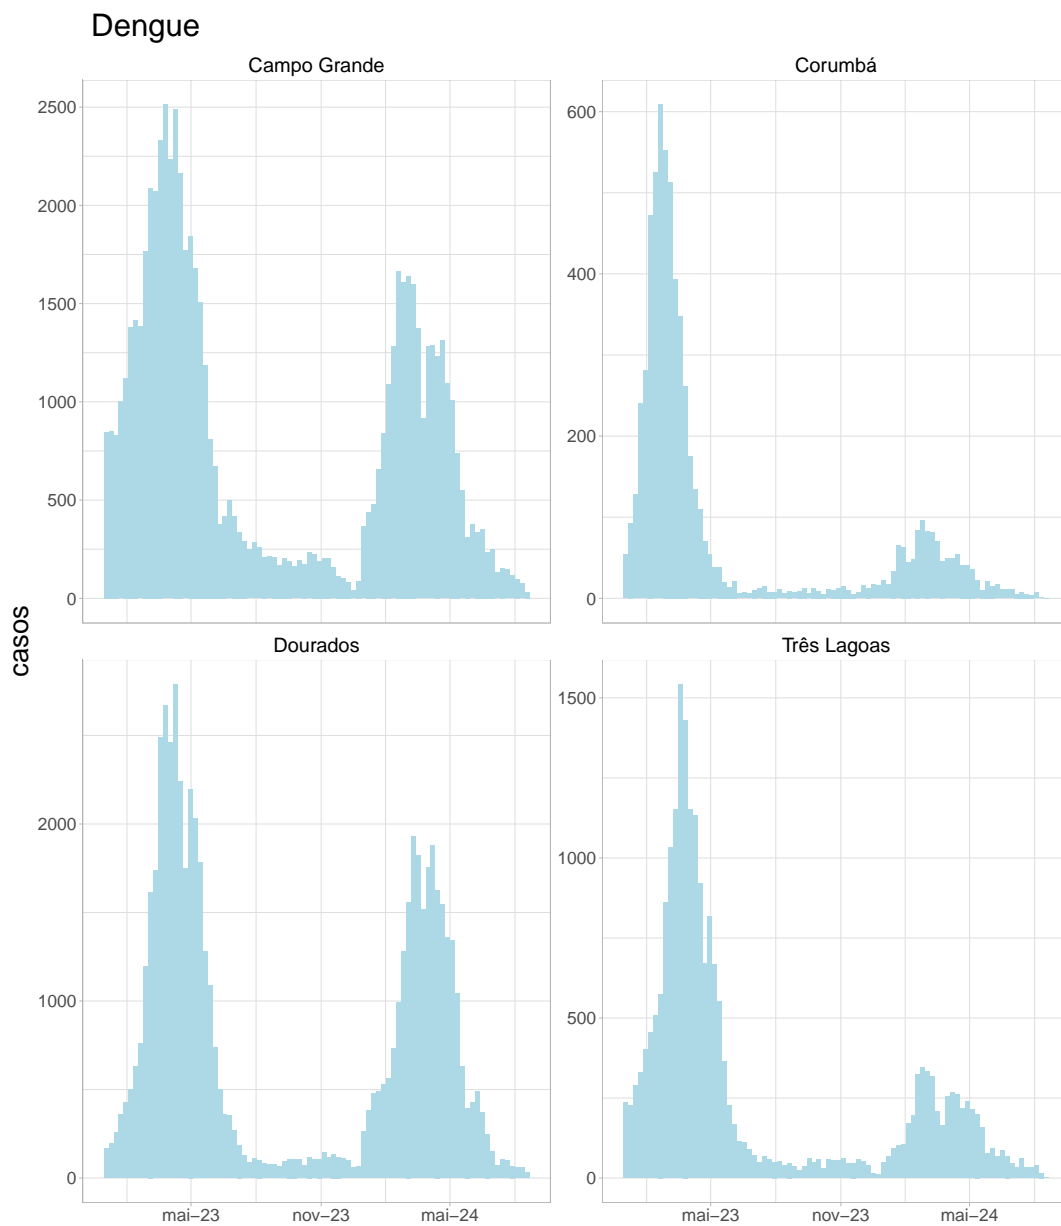 Dengue
Campo Grande
Corumbá
2500
2000
1500
1000
500
0
600
400
200
0
casos
Dourados
Três Lagoas
2000
1000
0
1500
1000
500
0
mai–23
nov–23
mai–24
mai–23
nov–23
mai–24